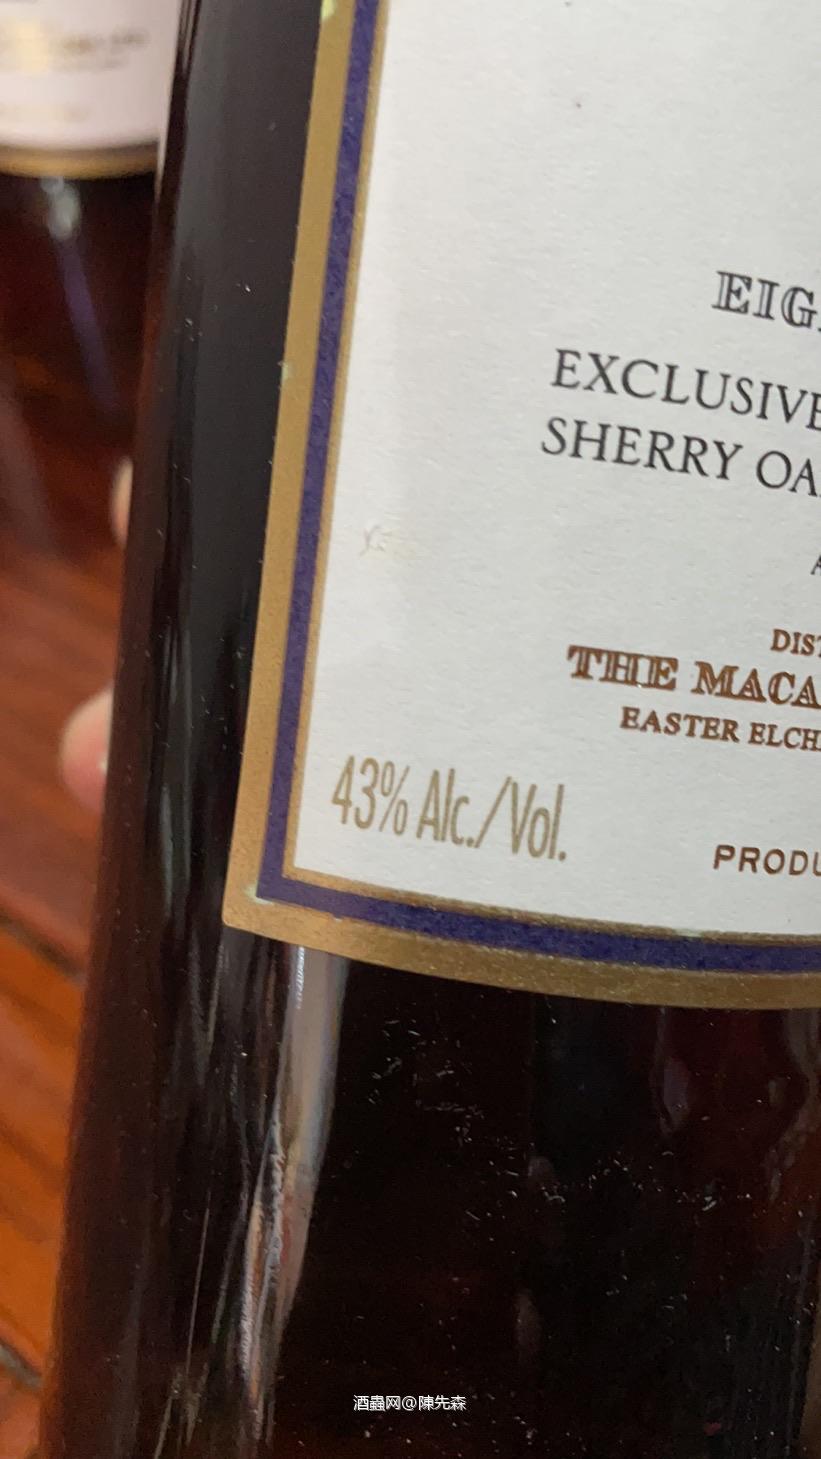 EIG
EXCLUSIVE
SHERRY OA
A
DIST
THE MACA
EASTER ELCH
43% Alc./Vol.
PRODU
酒蟲网@陳先森